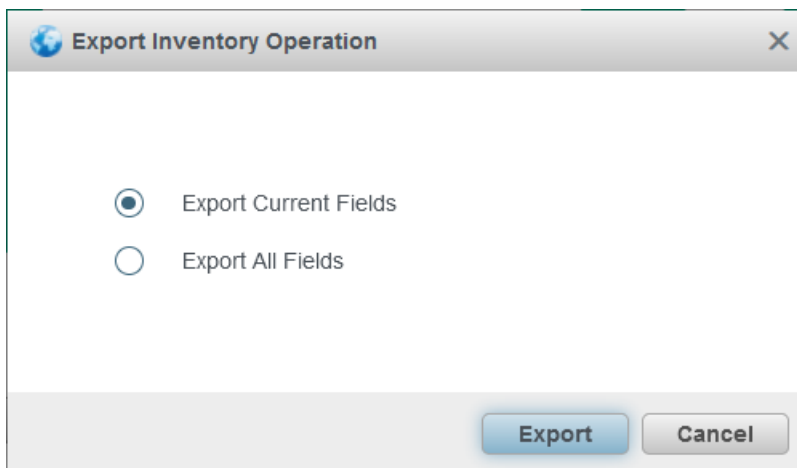 Export Inventory Operation
Export Current Fields
Export All Fields
Export Cancel